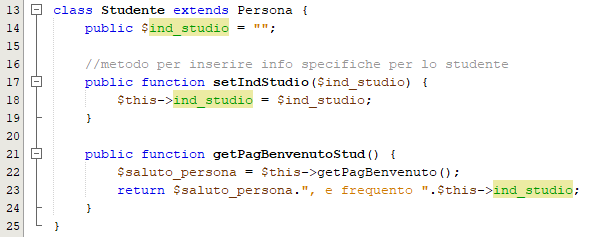 13 class Studente extends Persona {
14 public $ind_studio = "";
15
16 //metodo per inserire info specifiche per lo studente
17 public function setIndStudio($ind_studio) {
18 $this->ind_studio = $ind_studio;
19 }
20
21 public function getPagBenvenutoStud() {
22 $saluto_persona = $this->getPagBenvenuto();
23 return $saluto_persona.", e frequento ".$this->ind_studio;
24 }
25 }